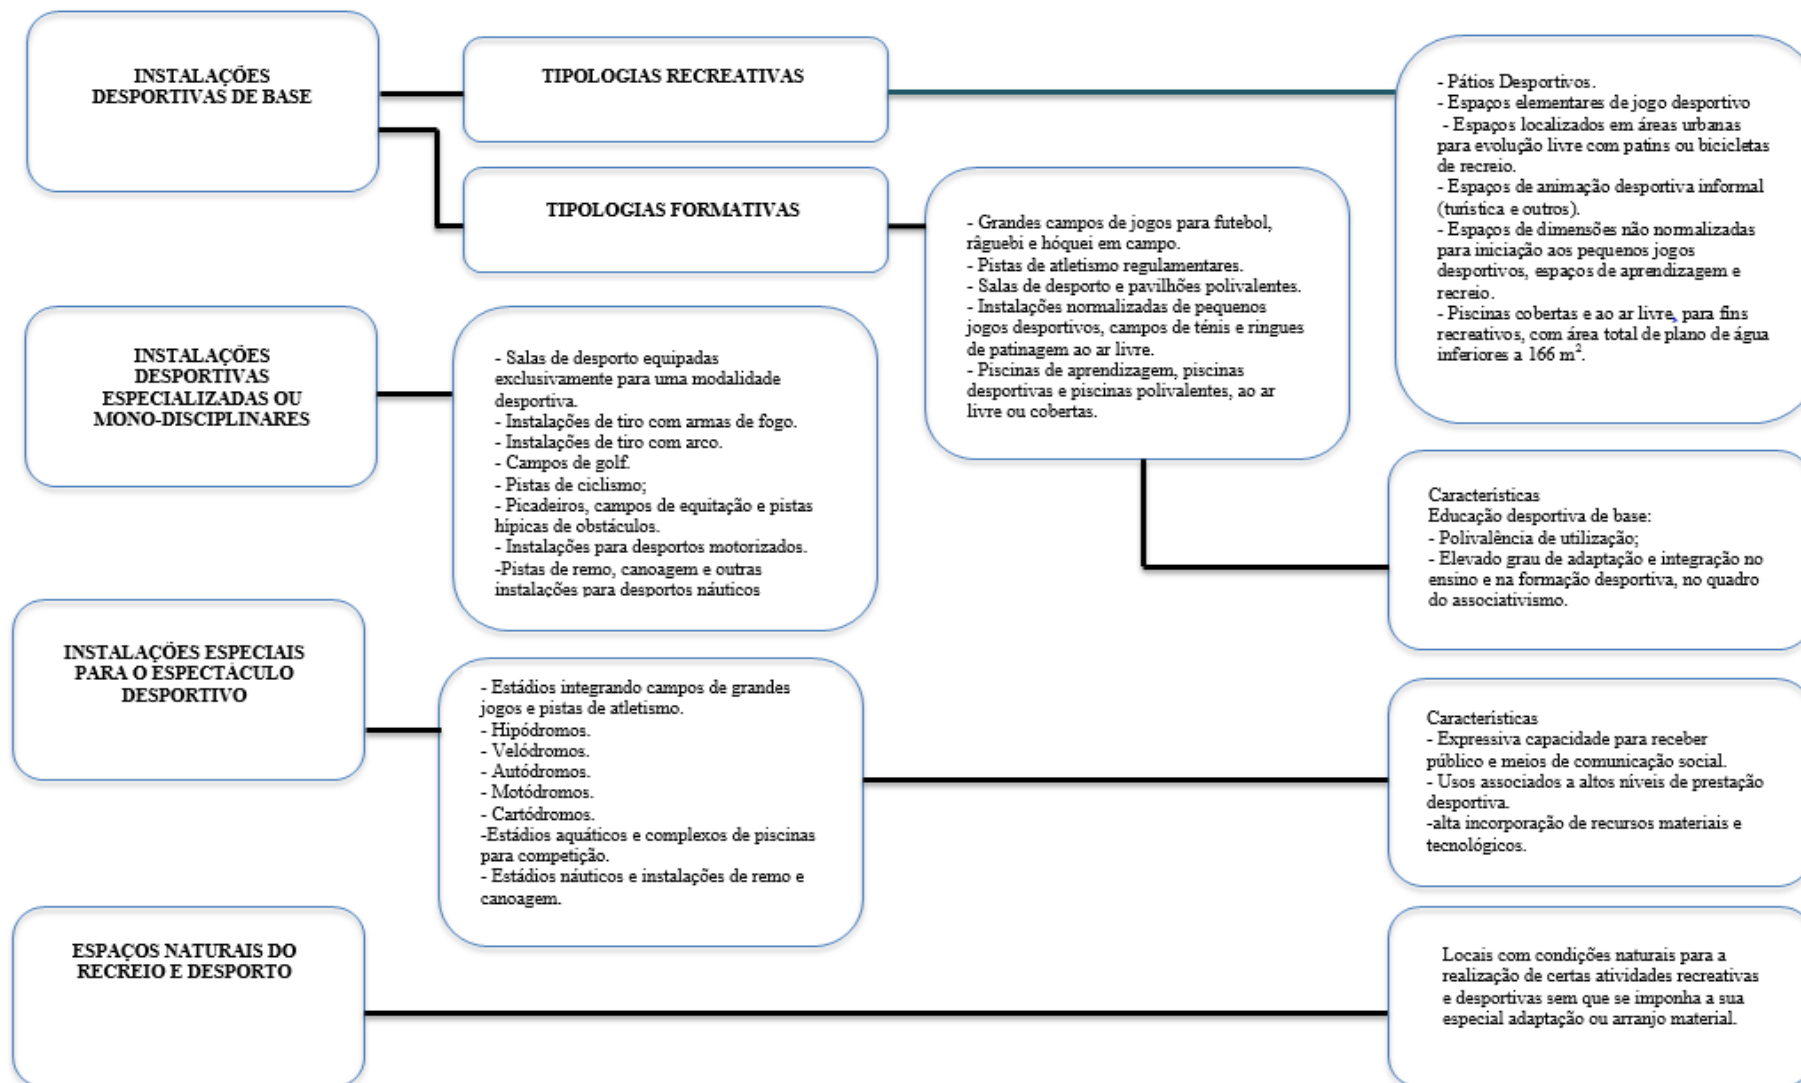 INSTALAÇÕES
DESPORTIVAS DE BASE
TIPOLOGIAS RECREATIVAS
- Pátios Desportivos.
- Espaços elementares de jogo desportivo
- Espaços localizados em áreas urbanas
para evolução livre com patins ou bicicletas
de recreio.
- Espaços de animação desportiva informal
(turística e outros).
- Espaços de dimensões não normalizadas
para iniciação aos pequenos jogos
desportivos, espaços de aprendizagem e
recreio.
- Piscinas cobertas e ao ar livre, para fins
recreativos, com área total de plano de água
inferiores a 166 m².
TIPOLOGIAS FORMATIVAS
- Grandes campos de jogos para futebol,
râguebi e hóquei em campo.
- Pistas de atletismo regulamentares.
- Salas de desporto e pavilhões polivalentes.
- Instalações normalizadas de pequenos
jogos desportivos, campos de ténis e ringues
de patinagem ao ar livre.
- Piscinas de aprendizagem, piscinas
desportivas e piscinas polivalentes, ao ar
livre ou cobertas.
Características
Educação desportiva de base:
- Polivalência de utilização;
- Elevado grau de adaptação e integração no
ensino e na formação desportiva, no quadro
do associativismo.
INSTALAÇÕES
DESPORTIVAS
ESPECIALIZADAS OU
MONO-DISCIPLINARES
- Salas de desporto equipadas
exclusivamente para uma modalidade
desportiva.
- Instalações de tiro com armas de fogo.
- Instalações de tiro com arco.
- Campos de golf.
- Pistas de ciclismo;
- Picadeiros, campos de equitação e pistas
hípicas de obstáculos.
- Instalações para desportos motorizados.
-Pistas de remo, canoagem e outras
instalações para desportos náuticos
INSTALAÇÕES ESPECIAIS
PARA O ESPECTÁCULO
DESPORTIVO
- Estádios integrando campos de grandes
jogos e pistas de atletismo.
- Hipódromos.
- Velódromos.
- Autódromos.
- Motódromos.
- Cartódromos.
-Estádios aquáticos e complexos de piscinas
para competição.
- Estádios náuticos e instalações de remo e
canoagem.
Características
- Expressiva capacidade para receber
público e meios de comunicação social.
- Usos associados a altos níveis de prestação
desportiva.
-alta incorporação de recursos materiais e
tecnológicos.
ESPAÇOS NATURAIS DO
RECREIO E DESPORTO
Locais com condições naturais para a
realização de certas atividades recreativas
e desportivas sem que se imponha a sua
especial adaptação ou arranjo material.